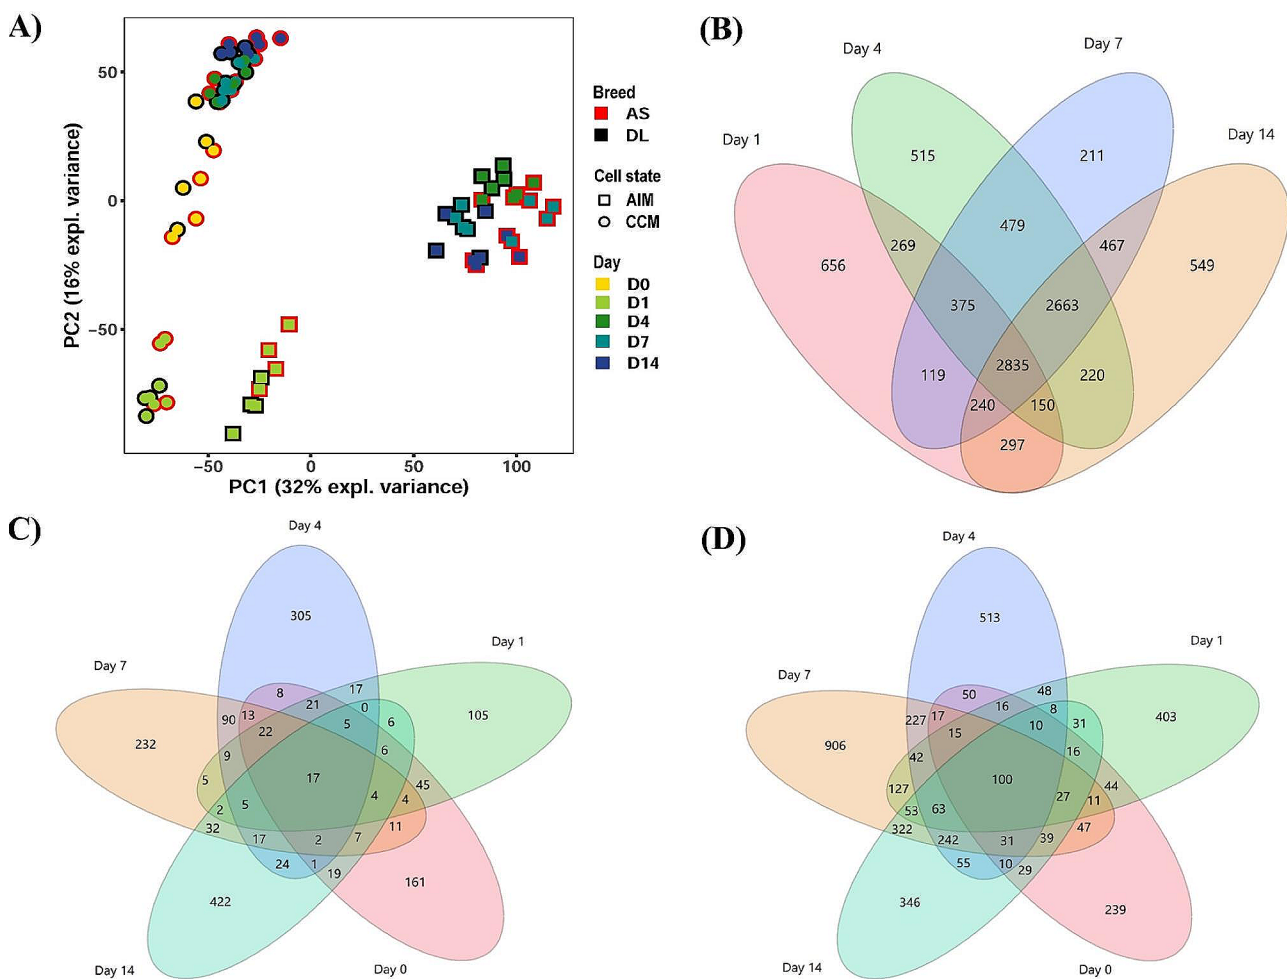 A)
50
0
−50
PC2 (16% expl. variance)
−50
0
50
100
PC1 (32% expl. variance)
Breed
AS
DL
Cell state
AIM
CCM
Day
D0
D1
D4
D7
D14
(B)
Day 4
Day 7
Day 1
Day 14
515
211
479
269
467
656
549
375
2663
2835
119
220
240
150
297
C)
Day 4
305
Day 1
Day 7
8
17
21
0
90
13
6
105
5
22
232
6
9
17
5
45
4
4
2
5
32
11
17
2
7
24
1
19
161
422
Day 14
Day 0
(D)
Day 4
513
Day 1
Day 7
50
48
16
8
227
17
31
403
10
15
906
16
42
100
127
44
27
11
53
63
322
47
242
31
39
55
10
29
346
239
Day 14
Day 0